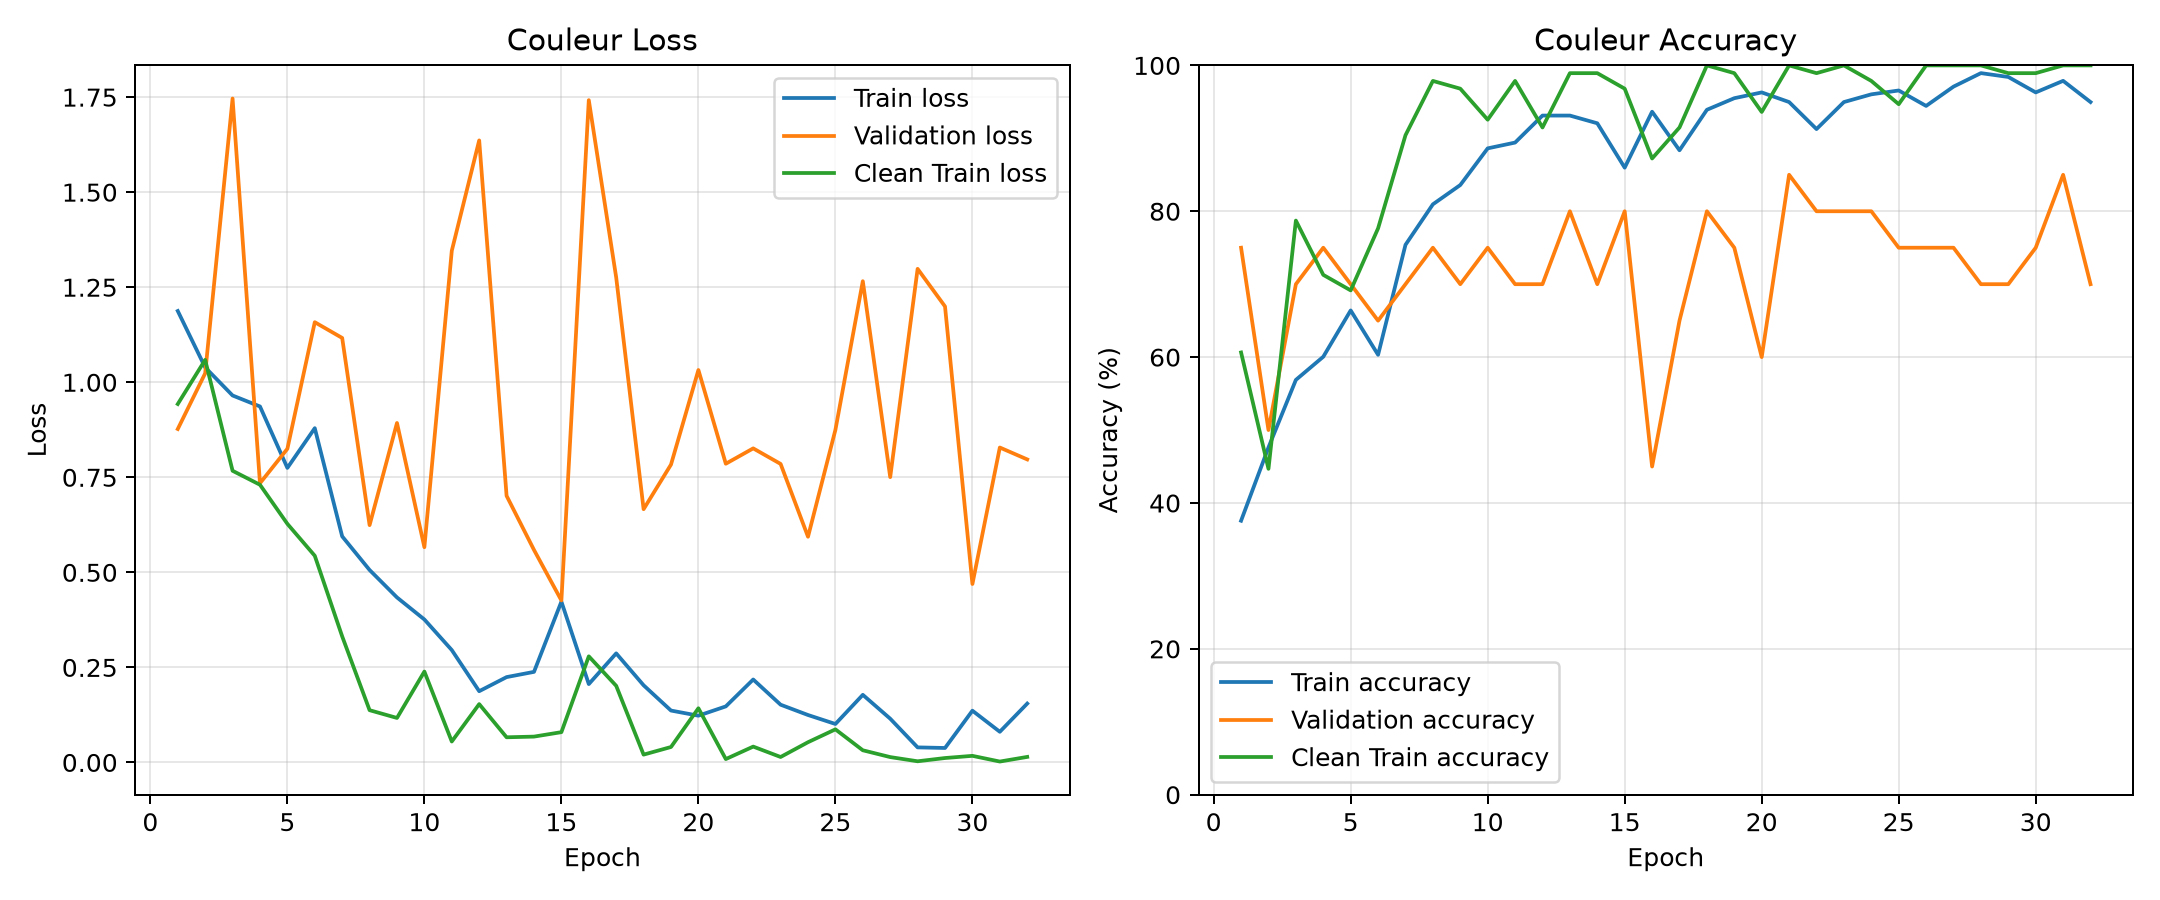 Couleur Loss
1.75
1.50
1.25
1.00
0.75
0.50
0.25
0.00
Loss
0 5 10 15 20 25 30
Epoch
Train loss
Validation loss
Clean Train loss
Couleur Accuracy
100
80
60
40
20
0
Accuracy (%)
0 5 10 15 20 25 30
Epoch
Train accuracy
Validation accuracy
Clean Train accuracy